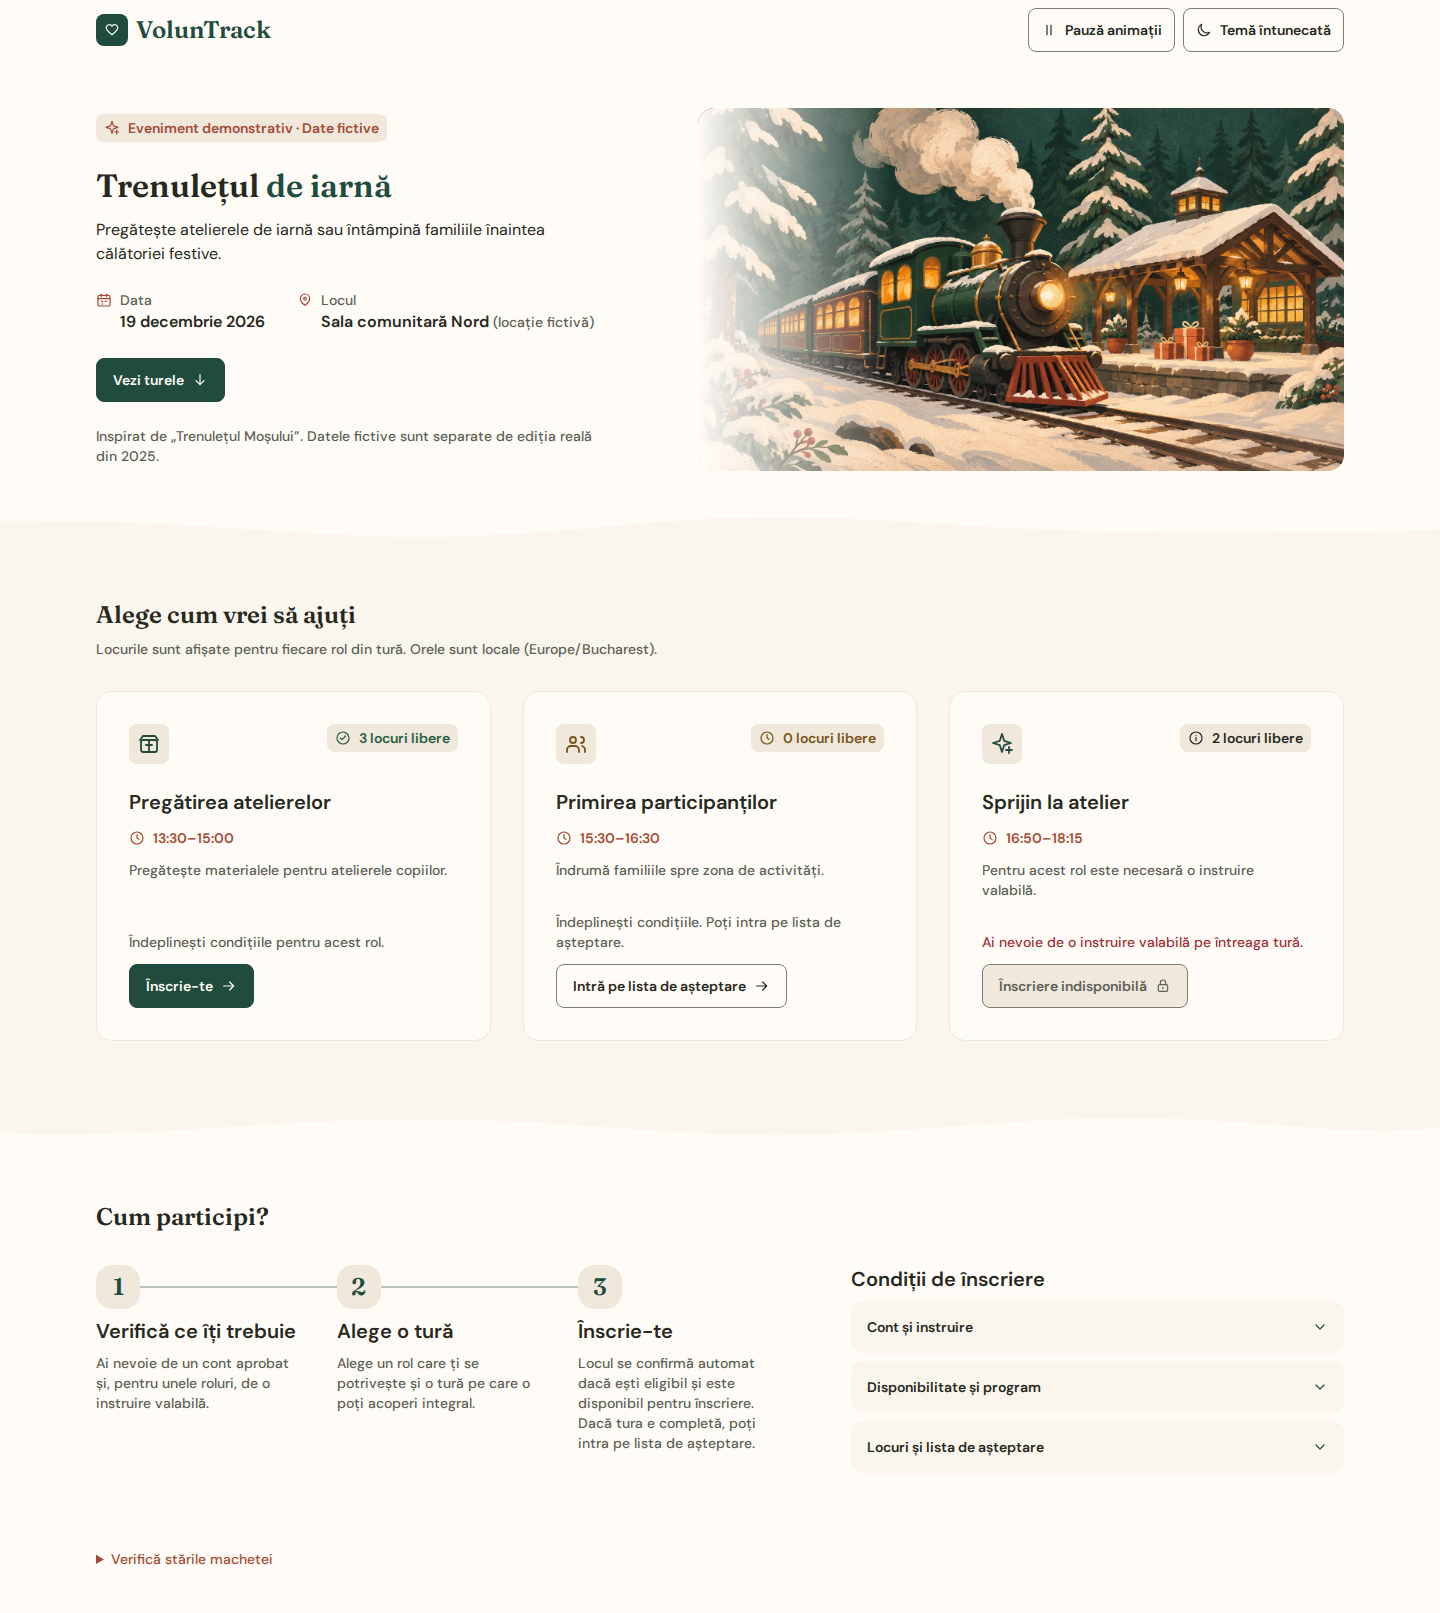 VolunTrack
Pauză animații
Temă întunecată
Eveniment demonstrativ · Date fictive
Trenulețul de iarnă
Pregătește atelierele de iarnă sau întâmpină familiile înaintea
călătoriei festive.
Data
19 decembrie 2026
Locul
Sala comunitară Nord (locație fictivă)
Vezi turele
Inspirat de „Trenulețul Moșului”. Datele fictive sunt separate de ediția reală
din 2025.
Alege cum vrei să ajuți
Locurile sunt afișate pentru fiecare rol din tură. Orele sunt locale (Europe/Bucharest).
3 locuri libere
Pregătirea atelierelor
13:30–15:00
Pregătește materialele pentru atelierele copiilor.
Îndeplinești condițiile pentru acest rol.
Înscrie-te
0 locuri libere
Primirea participanților
15:30–16:30
Îndrumă familiile spre zona de activități.
Îndeplinești condițiile. Poți intra pe lista de
așteptare.
Intră pe lista de așteptare
2 locuri libere
Sprijin la atelier
16:50–18:15
Pentru acest rol este necesară o instruire
valabilă.
Ai nevoie de o instruire valabilă pe întreaga tură.
Înscriere indisponibilă
Cum participi?
1
Verifică ce îți trebuie
Ai nevoie de un cont aprobat
și, pentru unele roluri, de o
instruire valabilă.
2
Alege o tură
Alege un rol care ți se
potrivește și o tură pe care o
poți acoperi integral.
3
Înscrie-te
Locul se confirmă automat
dacă ești eligibil și este
disponibil pentru înscriere.
Dacă tura e completă, poți
intra pe lista de așteptare.
Condiții de înscriere
Cont și instruire
Disponibilitate și program
Locuri și lista de așteptare
Verifică stările machetei